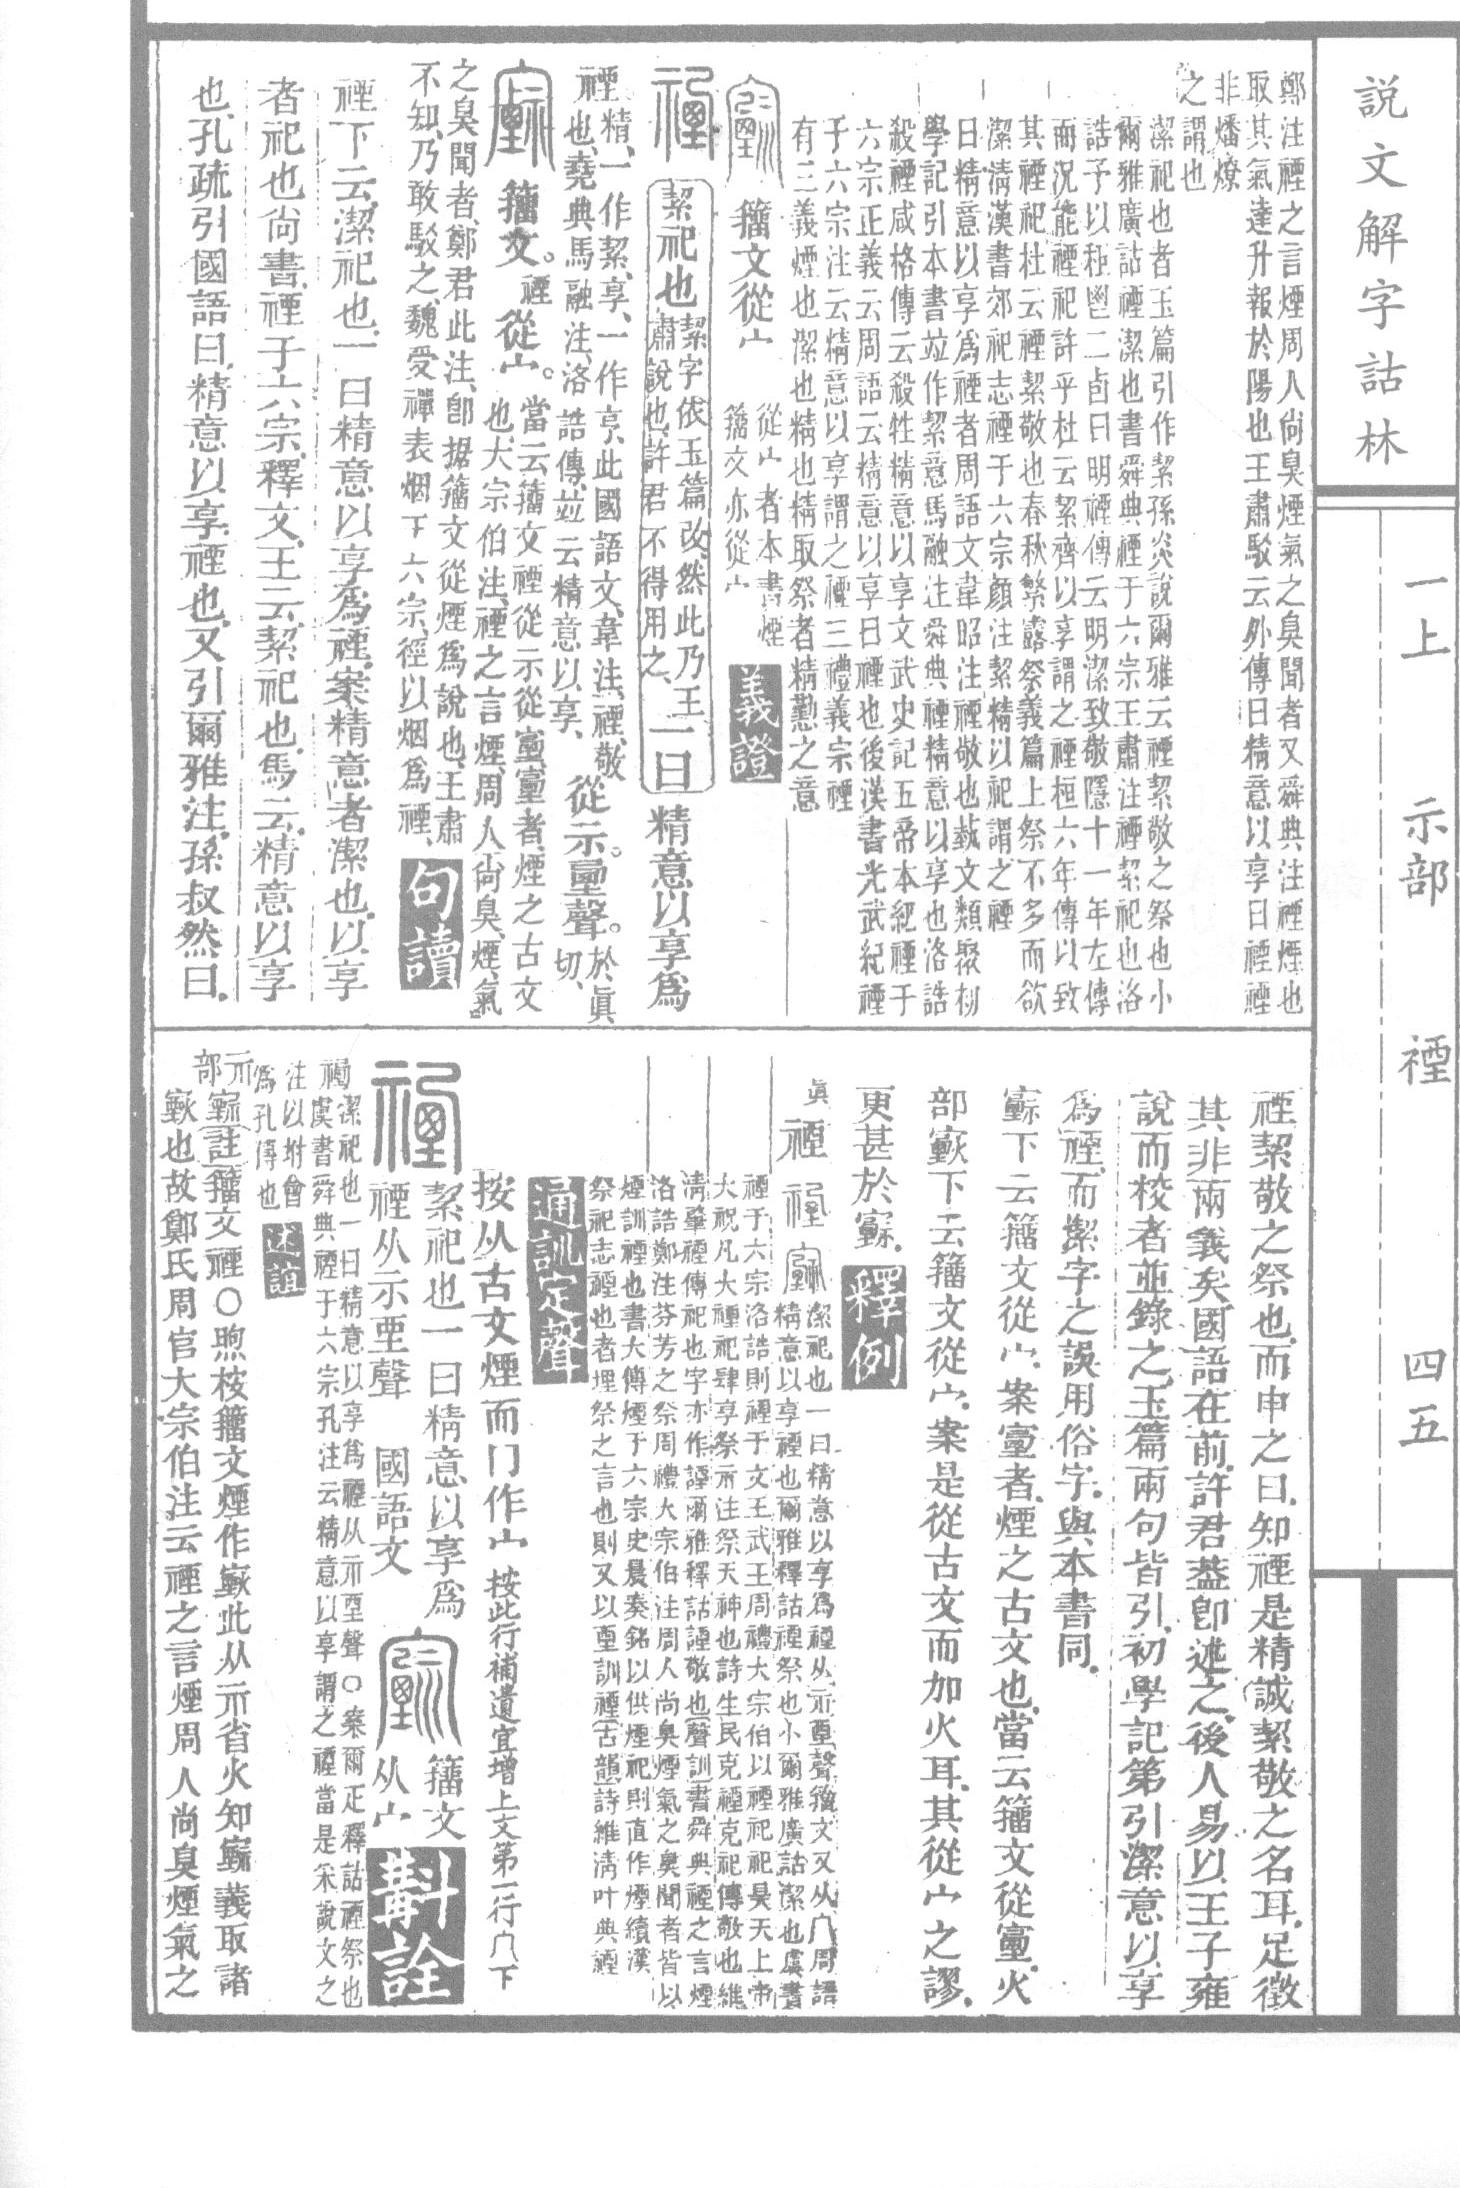 説文解字詁林
一上 示部 禋 四五
鄭注禋之言煙周人尙臭煙氣之臭聞者又舜典注禋煙也
取其氣達升報於陽也王肅駁云外傳曰精意以享曰禋禋
非燔燎
之謂也
潔祀也者玉篇引作絜孫炎說爾雅云禋絜敬之祭也小
爾雅廣詁禋潔也書舜典禋于六宗王肅注禋絜祀也洛
誥予以秬鬯二卣曰明禋傳云明潔致敬隱十一年左傳
而況能禋祀許乎杜云絜齊以享謂之禋桓六年傳以致
其禋祀杜云禋絜敬也春秋繁露祭義篇上祭不多而欲
潔清漢書郊祀志禋于六宗顏注絜精以祀謂之禋
曰精意以享爲禋者周語文韋昭注禋敬也藝文類聚初
學記引本書竝作絜意馬融注舜典禋精意以享也洛誥
殺禋咸格傳云殺牲精意以享文武史記五帝本紀禋于
六宗正義云周語云精意以享曰禋也後漢書光武紀禋
于六宗注云精意以享謂之禋三禮義宗禋
有三義煙也潔也精也精取祭者精懃之意
籒文從宀
從宀者本書煙
籒文亦從宀
義證
禋 絜祀也 絜字依玉篇改、然此乃王
肅說也、許君不得用之、 一曰精意以享爲
禋 精、一作絜、享、一作亯、此國語文、韋注、禋、敬
也、堯典馬融注、洛誥傳、竝云精意以享、 從示。垔聲。 於眞
切、
籒文。禋從宀。 當云籒文禋從示從𡫼、𡫼者、煙之古文
也、大宗伯注、禋之言煙、周人尙臭、煙、氣
之臭聞者、鄭君此注、卽據籒文從煙爲說也、王肅
不知、乃敢駁之、魏受禪表烟于六宗、徑以烟爲禋、
句讀
禋下云、潔祀也、一曰精意以享爲禋、案精意者潔也、以享
者祀也、尙書、禋于六宗、釋文、王云、絜祀也、馬云、精意以享
也、孔疏引國語曰、精意以享、禋也、又引爾雅注、孫叔然曰、
禋、絜敬之祭也、而申之曰、知禋是精誠絜敬之名耳、足徵
其非兩義矣、國語在前、許君蓋卽述之、後人易以王子雍
說、而校者並錄之、玉篇兩句皆引、初學記第引潔意以享
爲禋、而潔字之誤用俗字、與本書同、
下云、籒文從宀、案𡫼者、煙之古文也、當云籒文從𡫼、火
部下云、籒文從宀、案是從古文而加火耳、其從宀之謬、
更甚於、
釋例
眞 禋
潔祀也一曰精意以享爲禋从示垔聲籒文又从宀周語
精意以享禋也爾雅釋詁禋祭也小爾雅廣詁潔也虞書
禋于六宗洛誥則禋于文王武王周禮大宗伯以禋祀祀昊天上帝
大祝凡大禋祀肆享祭示注祭天神也詩生民克禋克祀傳敬也維
清肇禋傳祀也字亦作諲爾雅釋詁諲敬也聲訓書舜典禋之言煙
洛誥鄭注芬芳之祭周禮大宗伯注周人尚臭煙氣之臭聞者皆以
煙訓禋也書大傳煙于六宗史晨奏銘以供煙祀則直作煙續漢
祭祀志禋也者埋祭之言也則又以垔訓禋古韻詩維淸叶典禋
通訓定聲
按从古文煙而冂作宀 按此行補遺宜增上文第一行宀下
絜祀也一曰精意以享爲
禋从示垔聲 國語文 籒文
从宀
斠詮
潔祀也一曰精意以享爲禋从示垔聲〇案爾疋釋詁禋祭也
虞書舜典禋于六宗孔注云精意以享謂之禋當是采說文之
注以坿會
爲孔傳也
述誼
示
部 註籒文禋〇煦桉籒文煙作此从示省火知義取諸
也故鄭氏周官大宗伯注云禋之言煙周人尚臭煙氣之